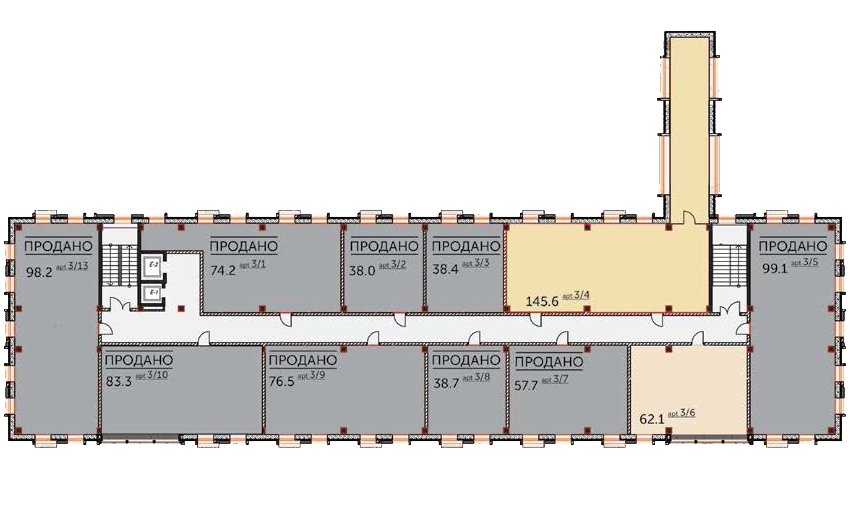 ПРОДАНО
98.2 apt 3/13
E-2
E-1
ПРОДАНО
74.2 apt 3/1
ПРОДАНО
38.0 apt 3/2
ПРОДАНО
38.4 apt 3/3
145.6 apt 3/4
ПРОДАНО
99.1 apt 3/5
ПРОДАНО
83.3 apt 3/10
ПРОДАНО
76.5 apt 3/9
ПРОДАНО
38.7 apt 3/8
ПРОДАНО
57.7 apt 3/7
62.1 apt 3/6